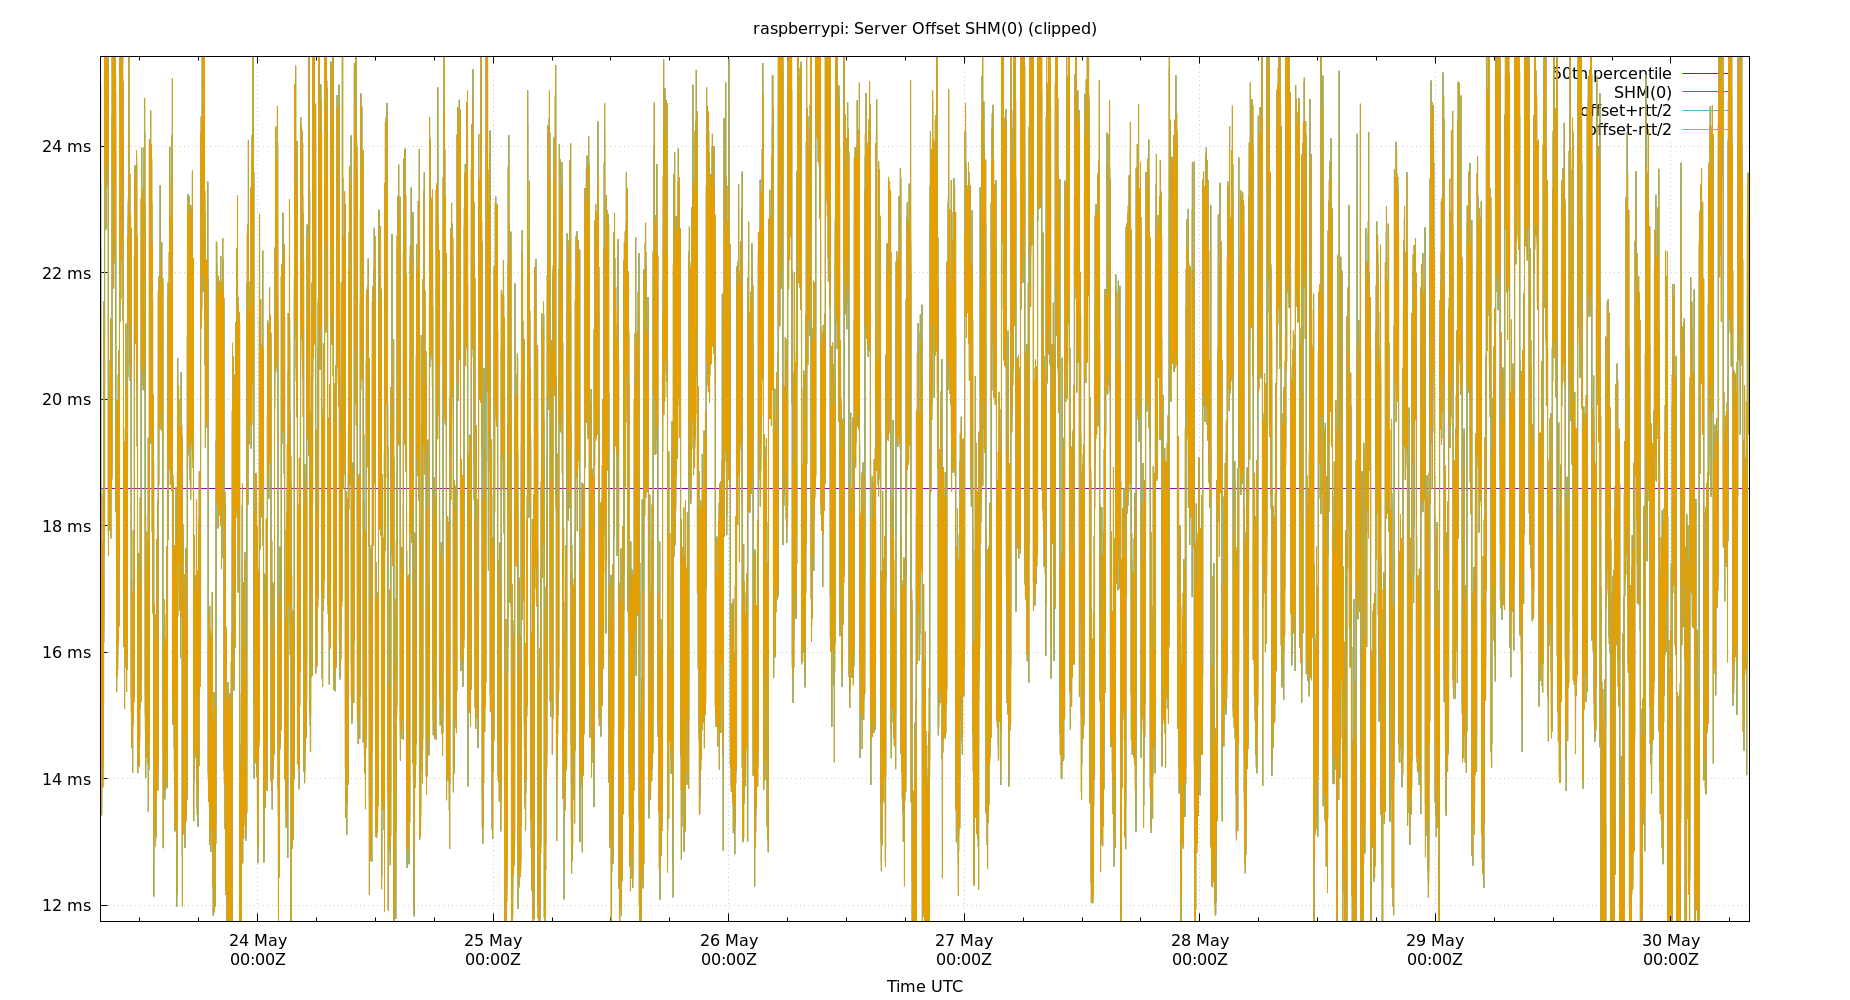 raspberrypi: Server Offset SHM(0) (clipped)
50th percentile
SHM(0)
offset+rtt/2
offset-rtt/2
24 ms
22 ms
20 ms
18 ms
16 ms
14 ms
12 ms
24 May 00:00Z
25 May 00:00Z
26 May 00:00Z
27 May 00:00Z
28 May 00:00Z
29 May 00:00Z
30 May 00:00Z
Time UTC